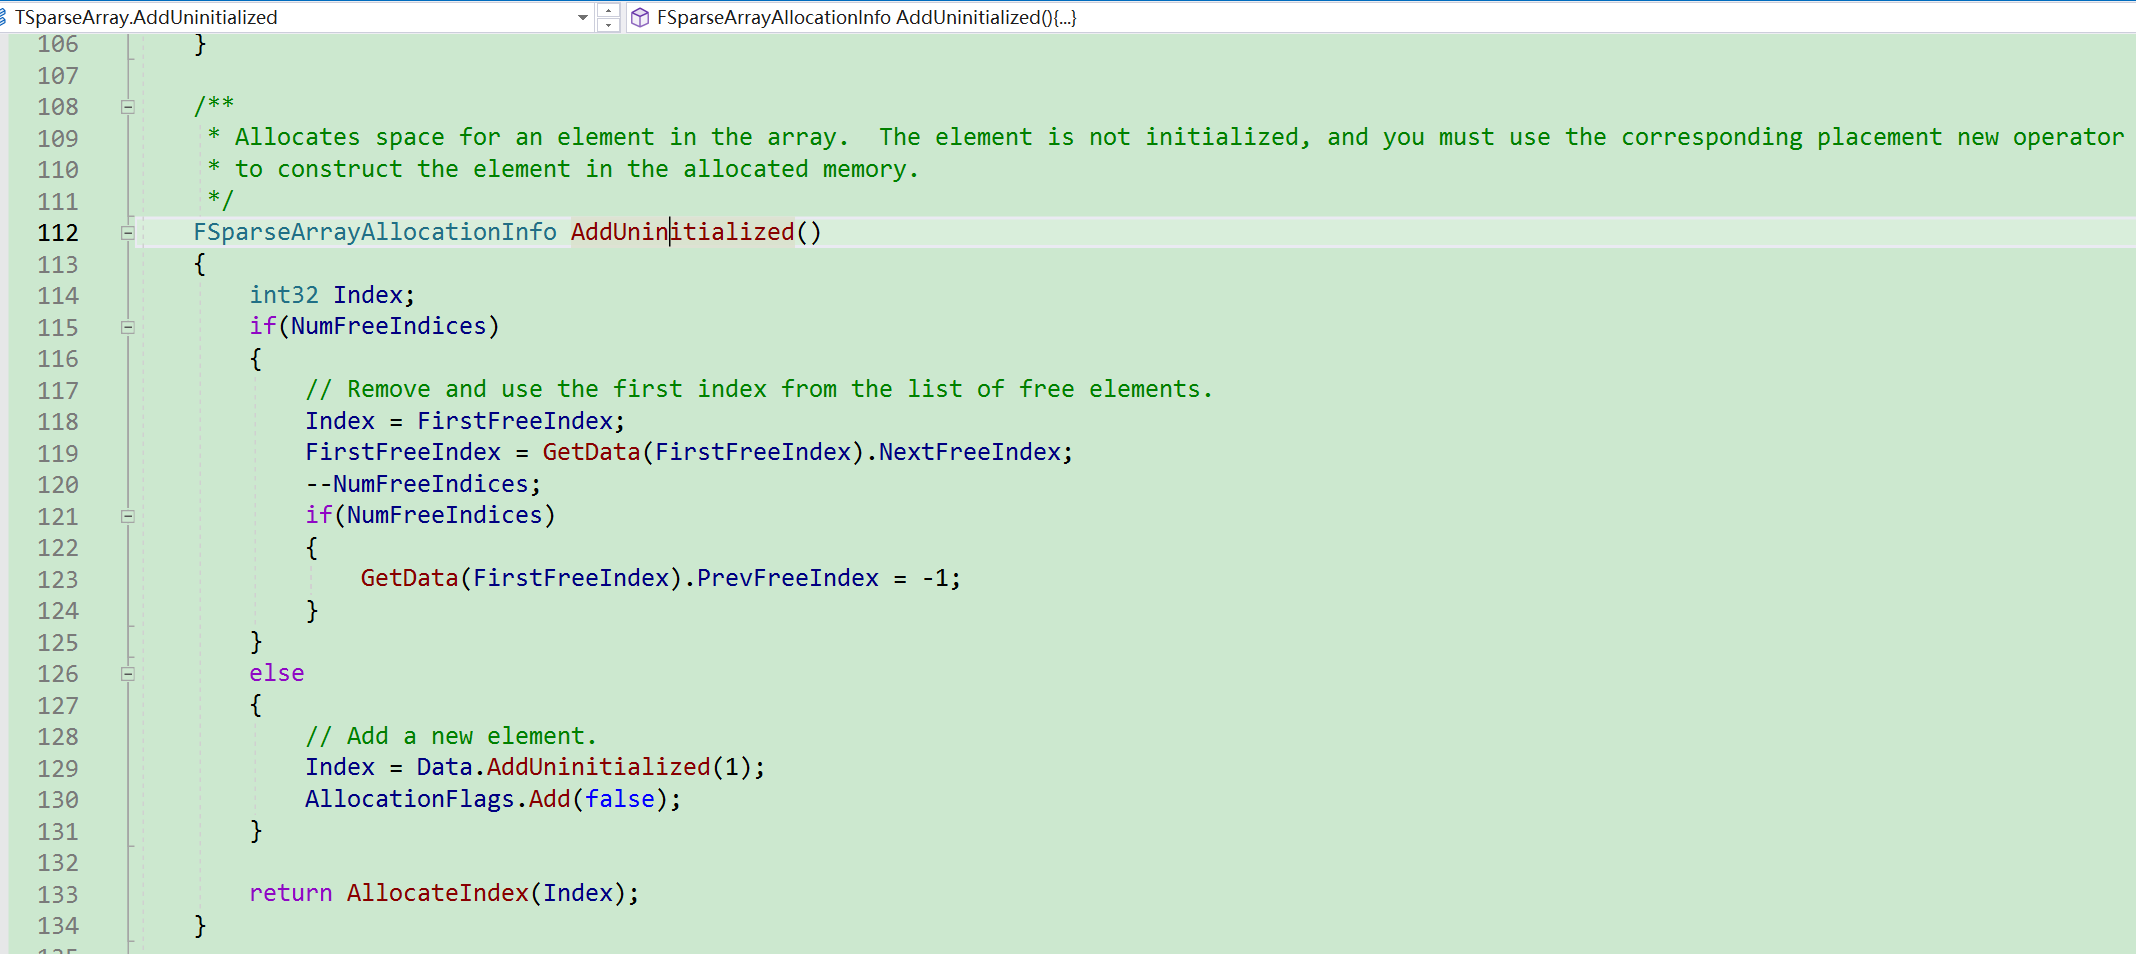 TSparseArray.AddUninitialized FSparseArrayAllocationInfo AddUninitialized(){...}
106 }
107
108 /**
109 * Allocates space for an element in the array.  The element is not initialized, and you must use the corresponding placement new operator
110 * to construct the element in the allocated memory.
111 */
112 FSparseArrayAllocationInfo AddUninitialized()
113 {
114 int32 Index;
115 if(NumFreeIndices)
116 {
117 // Remove and use the first index from the list of free elements.
118 Index = FirstFreeIndex;
119 FirstFreeIndex = GetData(FirstFreeIndex).NextFreeIndex;
120 --NumFreeIndices;
121 if(NumFreeIndices)
122 {
123 GetData(FirstFreeIndex).PrevFreeIndex = -1;
124 }
125 }
126 else
127 {
128 // Add a new element.
129 Index = Data.AddUninitialized(1);
130 AllocationFlags.Add(false);
131 }
132
133 return AllocateIndex(Index);
134 }